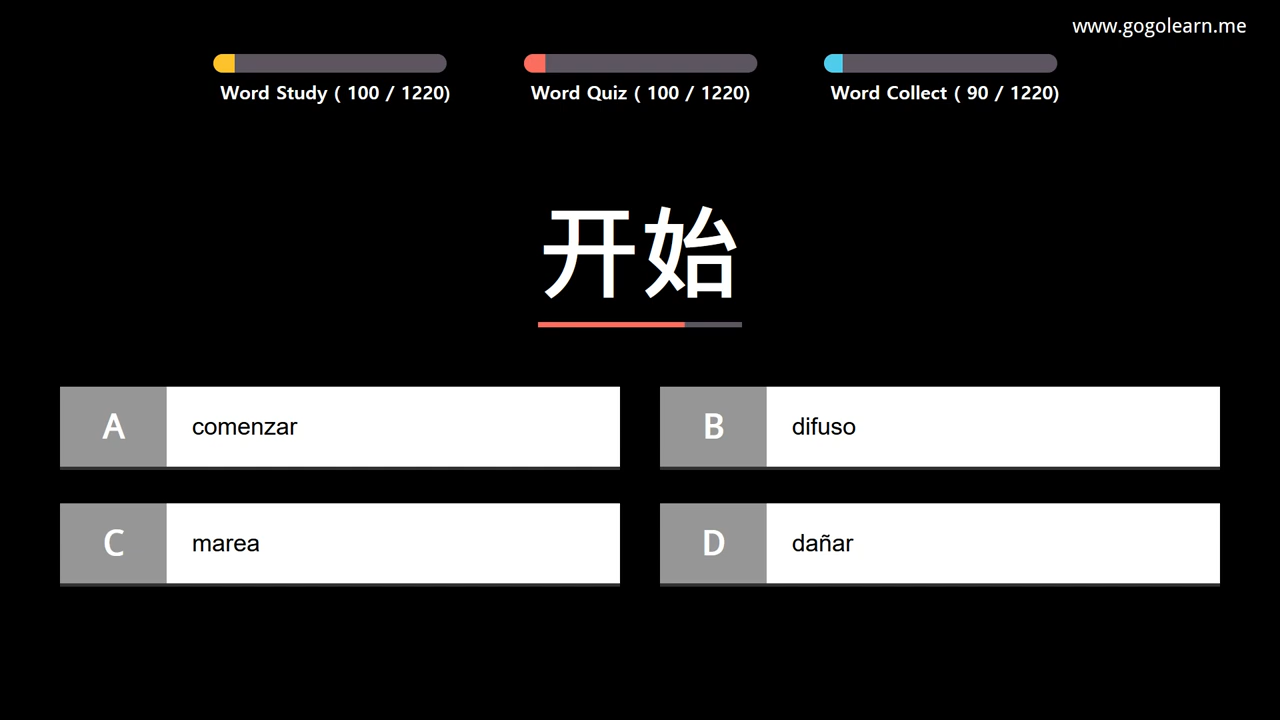 www.gogolearn.me
Word Study ( 100 / 1220)
Word Quiz ( 100 / 1220)
Word Collect ( 90 / 1220)
开始
A
comenzar
B
difuso
C
marea
D
dañar